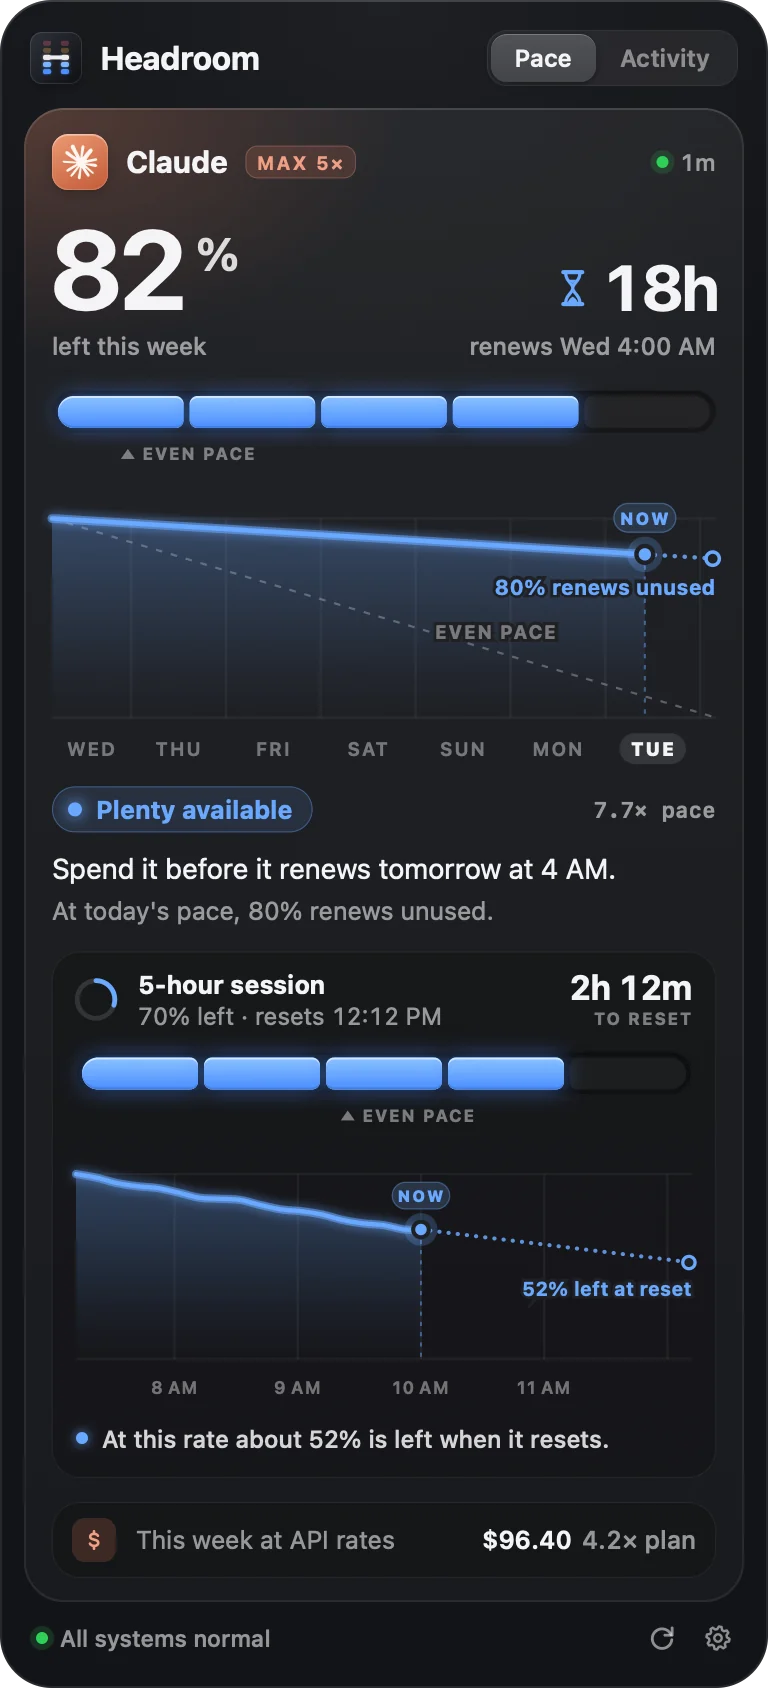 Headroom
Pace
Activity
Claude
MAX 5×
1m
82%
18h
left this week
renews Wed 4:00 AM
EVEN PACE
NOW
80% renews unused
EVEN PACE
WED THU FRI SAT SUN MON TUE
Plenty available
7.7× pace
Spend it before it renews tomorrow at 4 AM.
At today's pace, 80% renews unused.
5-hour session
2h 12m
70% left · resets 12:12 PM
TO RESET
EVEN PACE
NOW
52% left at reset
8 AM 9 AM 10 AM 11 AM
At this rate about 52% is left when it resets.
$ This week at API rates $96.40 4.2× plan
All systems normal